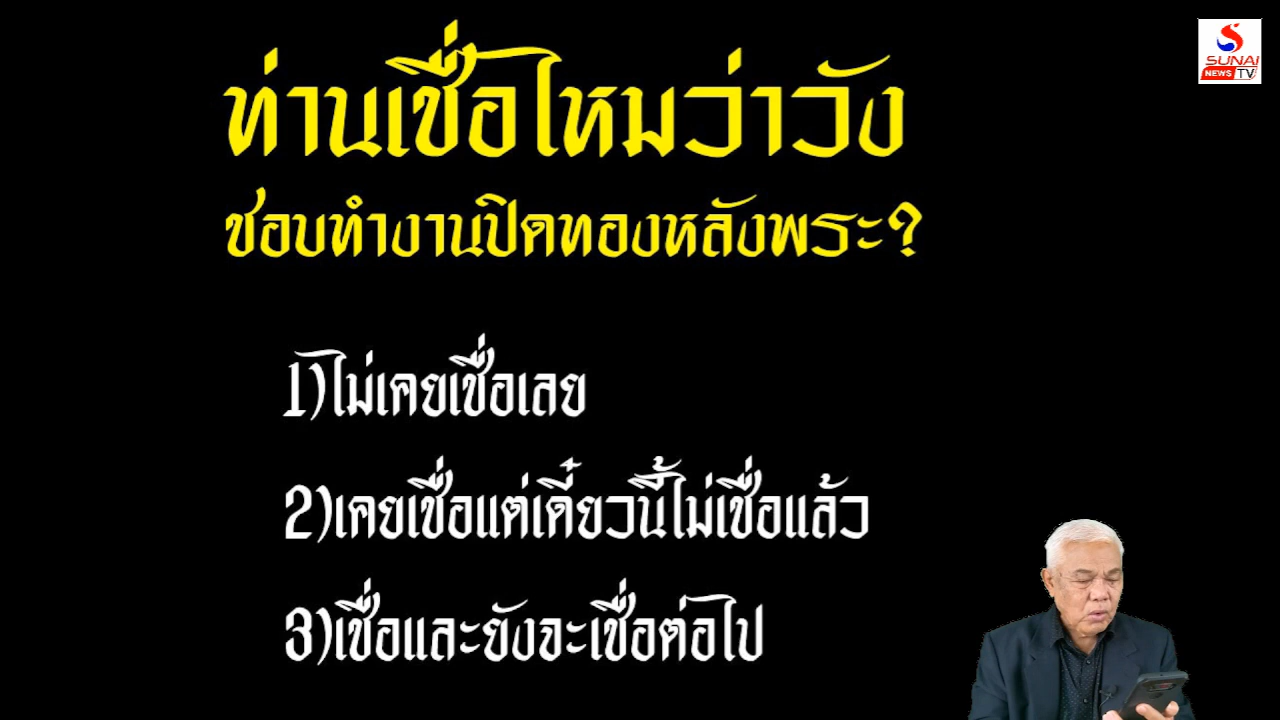 ท่านเชื่อไหมว่าวัง
ชอบทำงานปิดทองหลังพระ?
1)ไม่เคยเชื่อเลย
2)เคยเชื่อแต่เดี๋ยวนี้ไม่เชื่อแล้ว
3)เชื่อและยังจะเชื่อต่อไป
SUNAI
NEWS TV